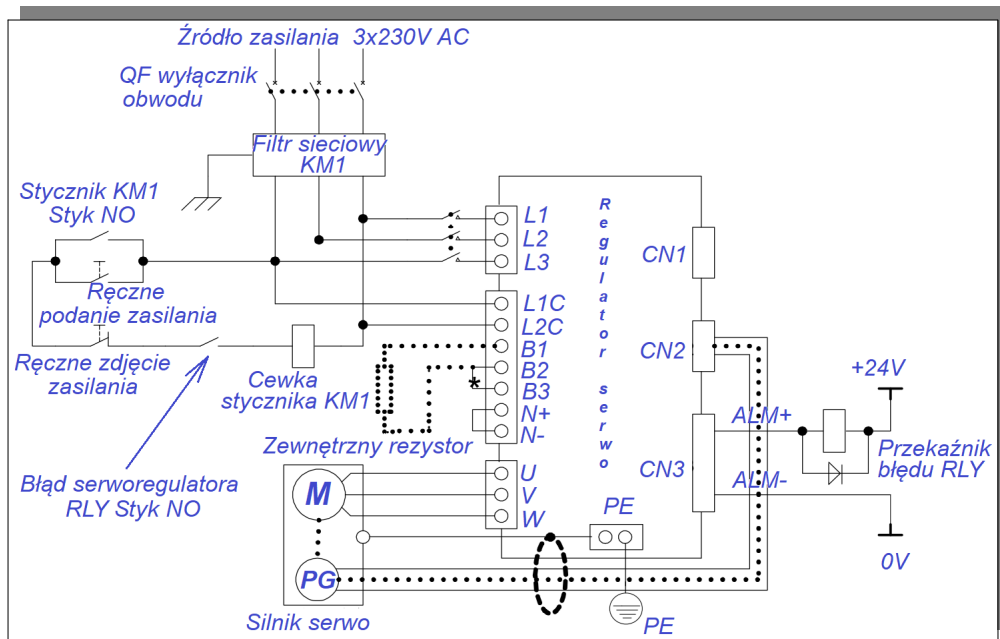 Źródło zasilania 3x230V AC
QF wyłącznik
obwodu
Filtr sieciowy
KM1
Stycznik KM1
Styk NO
Ręczne
podanie zasilania
Ręczne zdjęcie
zasilania
Cewka
stycznika KM1
Zewnętrzny rezystor
Błąd serworegulatora
RLY Styk NO
L1
L2
L3
L1C
L2C
B1
B2
*
B3
N+
N-
U
V
W
Regulator serwo
CN1
CN2
CN3
+24V
ALM+
ALM-
Przekaźnik
błędu RLY
0V
PE
PE
M
PG
Silnik serwo